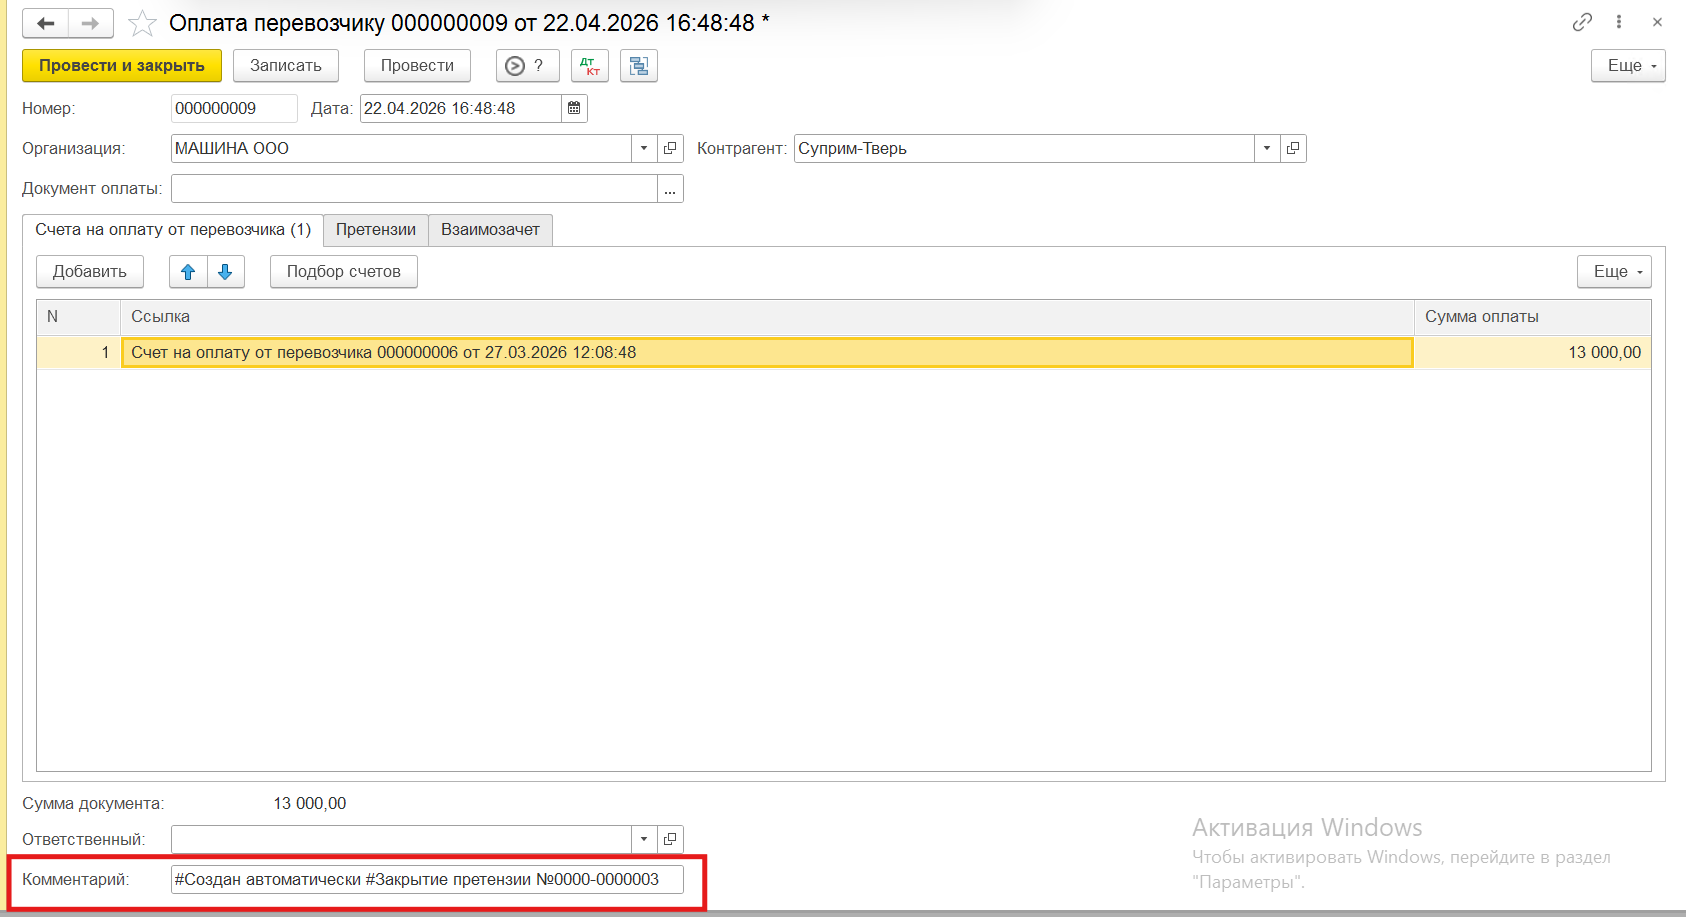 Оплата перевозчику 000000009 от 22.04.2026 16:48:48 *
Провести и закрыть Записать Провести ? Дт Кт Еще
Номер: 000000009 Дата: 22.04.2026 16:48:48
Организация: МАШИНА ООО Контрагент: Суприм-Тверь
Документ оплаты: ...
Счета на оплату от перевозчика (1) Претензии Взаимозачет
Добавить Подбор счетов Еще
N Ссылка Сумма оплаты
1 Счет на оплату от перевозчика 000000006 от 27.03.2026 12:08:48 13 000,00
Сумма документа: 13 000,00
Ответственный:
Комментарий: #Создан автоматически #Закрытие претензии №0000-0000003
Активация Windows
Чтобы активировать Windows, перейдите в раздел
"Параметры".